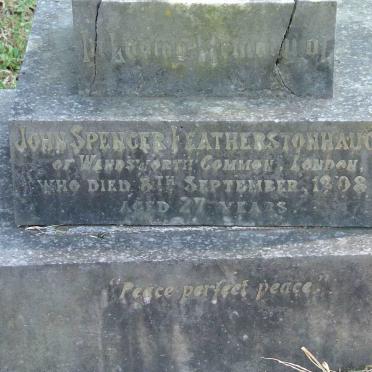 In Loving Memory of
JOHN SPENCER FEATHERSTONHAUG
OF WANDSWORTH COMMON, LONDON,
WHO DIED 8TH SEPTEMBER, 1908
AGED 27 YEARS.
"Peace perfect peace."